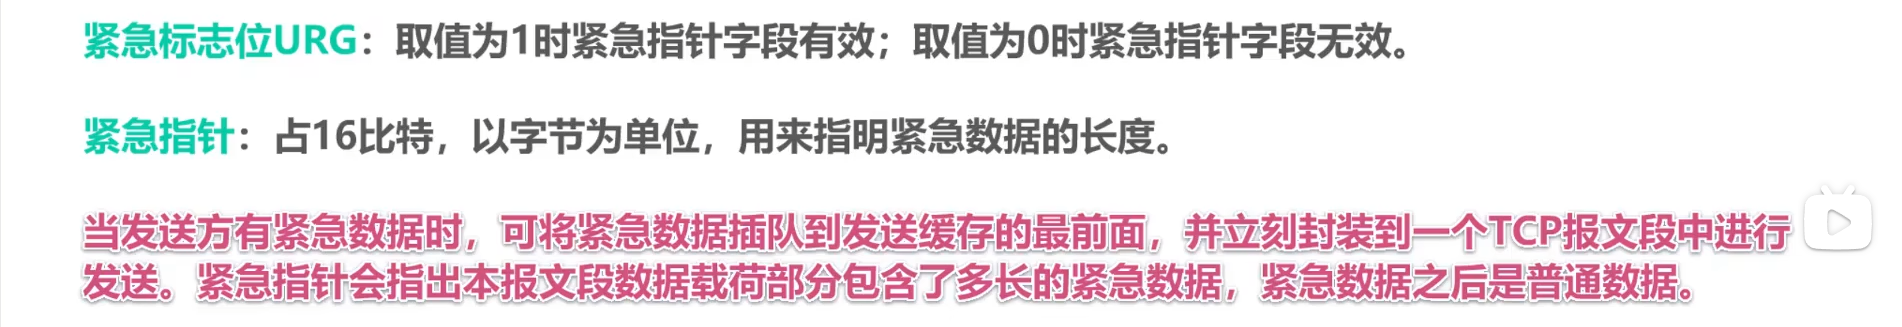 紧急标志位URG：取值为1时紧急指针字段有效；取值为0时紧急指针字段无效。
紧急指针：占16比特，以字节为单位，用来指明紧急数据的长度。
当发送方有紧急数据时，可将紧急数据插队到发送缓存的最前面，并立刻封装到一个TCP报文段中进行
发送。紧急指针会指出本报文段数据载荷部分包含了多长的紧急数据，紧急数据之后是普通数据。